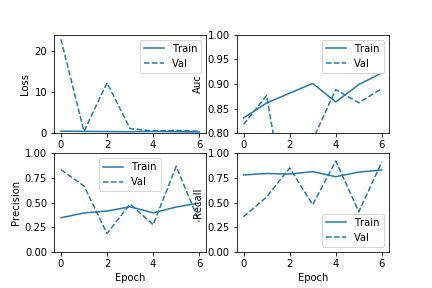 Loss
20
10
0
0
2
4
6
Train
Val
Auc
1.00
0.95
0.90
0.85
0.80
0
2
4
6
Train
Val
Precision
1.00
0.75
0.50
0.25
0.00
0
2
4
6
Epoch
Train
Val
Recall
1.00
0.75
0.50
0.25
0.00
0
2
4
6
Epoch
Train
Val